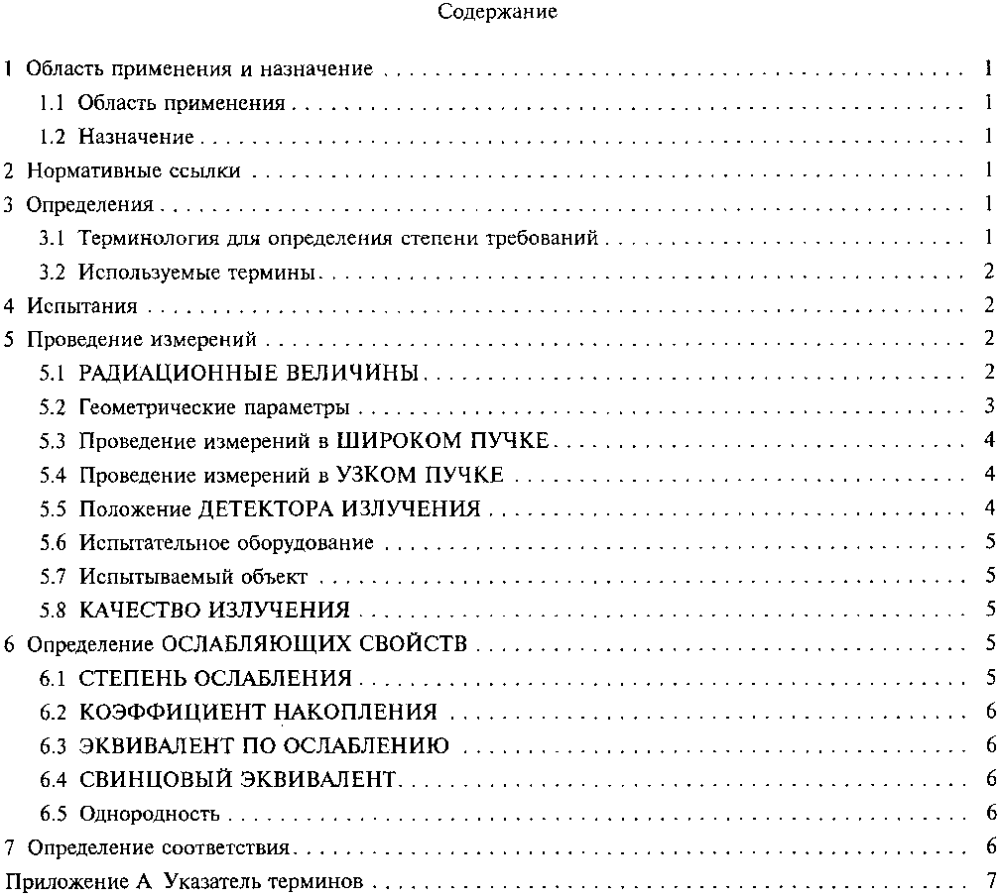 Содержание
1 Область применения и назначение . . . . . . . . . . 1
1.1 Область применения . . . . . . . . . . 1
1.2 Назначение . . . . . . . . . . 1
2 Нормативные ссылки . . . . . . . . . . 1
3 Определения . . . . . . . . . . 1
3.1 Терминология для определения степени требований . . . . . . . . . . 1
3.2 Используемые термины . . . . . . . . . . 2
4 Испытания . . . . . . . . . . 2
5 Проведение измерений . . . . . . . . . . 2
5.1 РАДИАЦИОННЫЕ ВЕЛИЧИНЫ . . . . . . . . . . 2
5.2 Геометрические параметры . . . . . . . . . . 3
5.3 Проведение измерений в ШИРОКОМ ПУЧКЕ . . . . . . . . . . 4
5.4 Проведение измерений в УЗКОМ ПУЧКЕ . . . . . . . . . . 4
5.5 Положение ДЕТЕКТОРА ИЗЛУЧЕНИЯ . . . . . . . . . . 4
5.6 Испытательное оборудование . . . . . . . . . . 5
5.7 Испытываемый объект . . . . . . . . . . 5
5.8 КАЧЕСТВО ИЗЛУЧЕНИЯ . . . . . . . . . . 5
6 Определение ОСЛАБЛЯЮЩИХ СВОЙСТВ . . . . . . . . . . 5
6.1 СТЕПЕНЬ ОСЛАБЛЕНИЯ . . . . . . . . . . 5
6.2 КОЭФФИЦИЕНТ НАКОПЛЕНИЯ . . . . . . . . . . 6
6.3 ЭКВИВАЛЕНТ ПО ОСЛАБЛЕНИЮ . . . . . . . . . . 6
6.4 СВИНЦОВЫЙ ЭКВИВАЛЕНТ . . . . . . . . . . 6
6.5 Однородность . . . . . . . . . . 6
7 Определение соответствия . . . . . . . . . . 6
Приложение А Указатель терминов . . . . . . . . . . 7